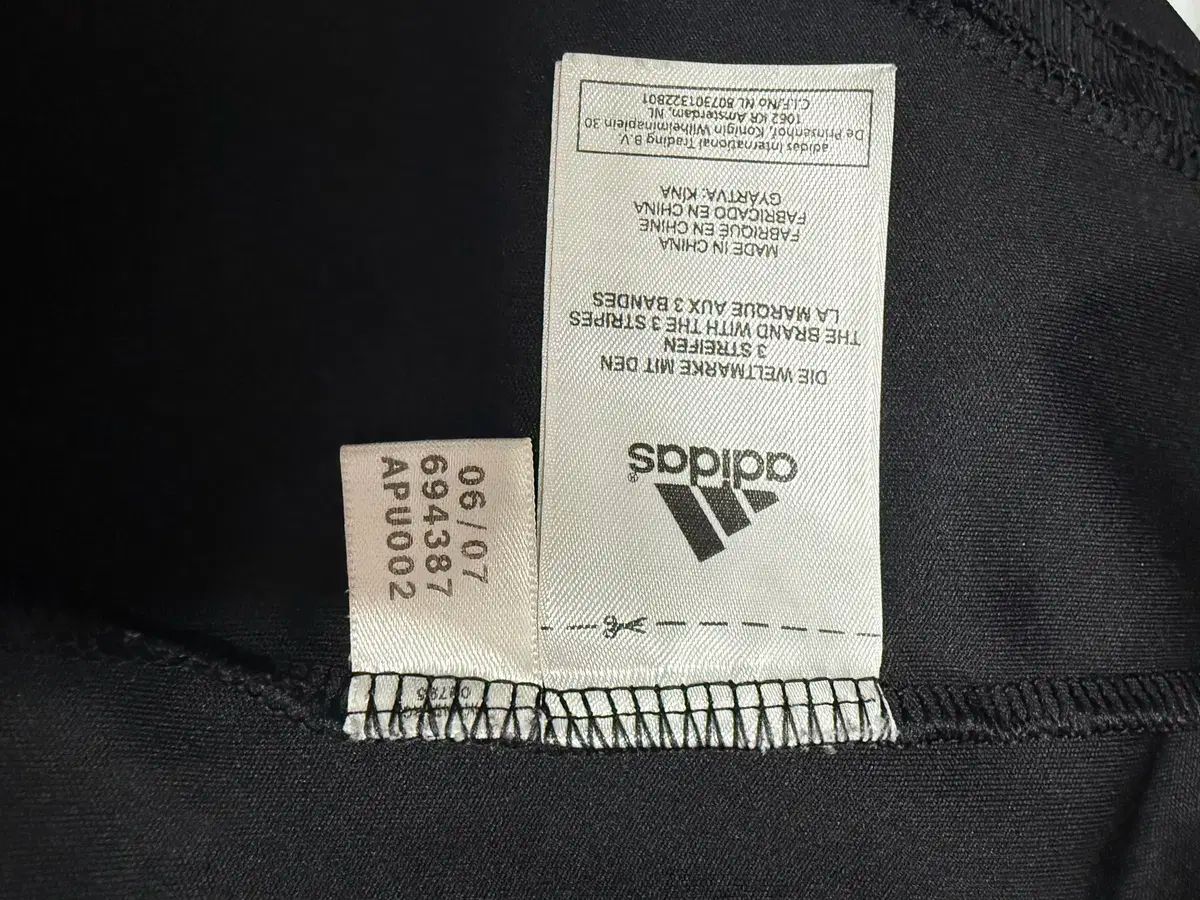 adidas®
DIE WELTMARKE MIT DEN
3 STREIFEN
THE BRAND WITH THE 3 STRIPES
LA MARQUE AUX 3 BANDES
MADE IN CHINA
FABRIQUÉ EN CHINE
FABRICADO EN CHINA
GYÁRTVA: KÍNA
adidas International Trading B.V.
De Prinsenhof, Konigin Wilhelminaplein 30
1062 KR Amsterdam, NL
C.I.F./No NL 807301322B01
06/07
694387
APU002